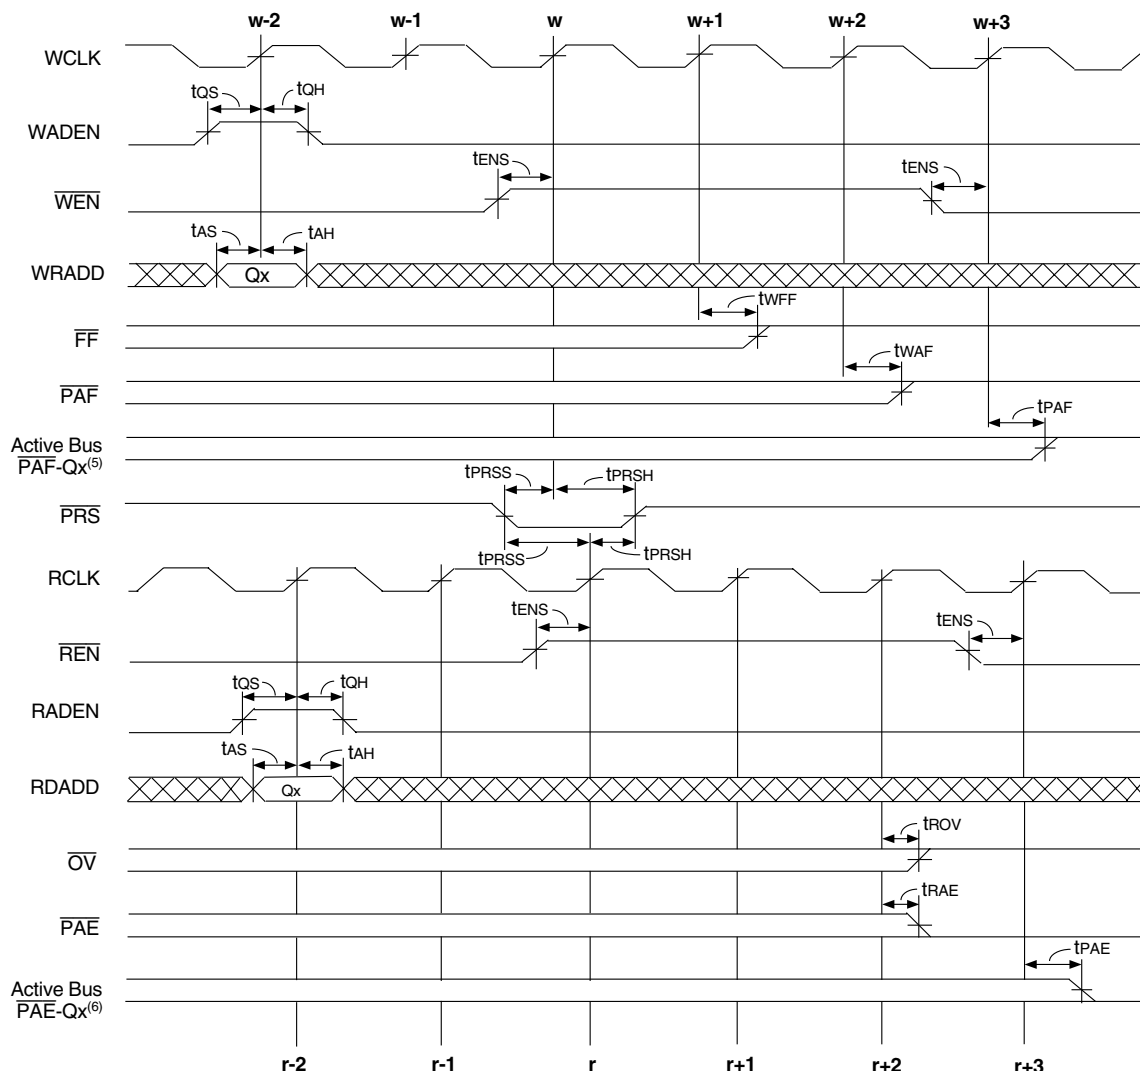 w-2 w-1 w w+1 w+2 w+3
WCLK
tQS tQH
WADEN
tENS tENS
WEN
tAS tAH
WRADD Qx
tWFF
FF
tWAF
PAF
tPAF
Active Bus
PAF-Qx(5)
tPRSS tPRSH
PRS
tPRSS tPRSH
RCLK
tENS tENS
REN
tQS tQH
RADEN
tAS tAH
RDADD Qx
tROV
OV
tRAE
PAE
tPAE
Active Bus
PAE-Qx(6)
r-2 r-1 r r+1 r+2 r+3